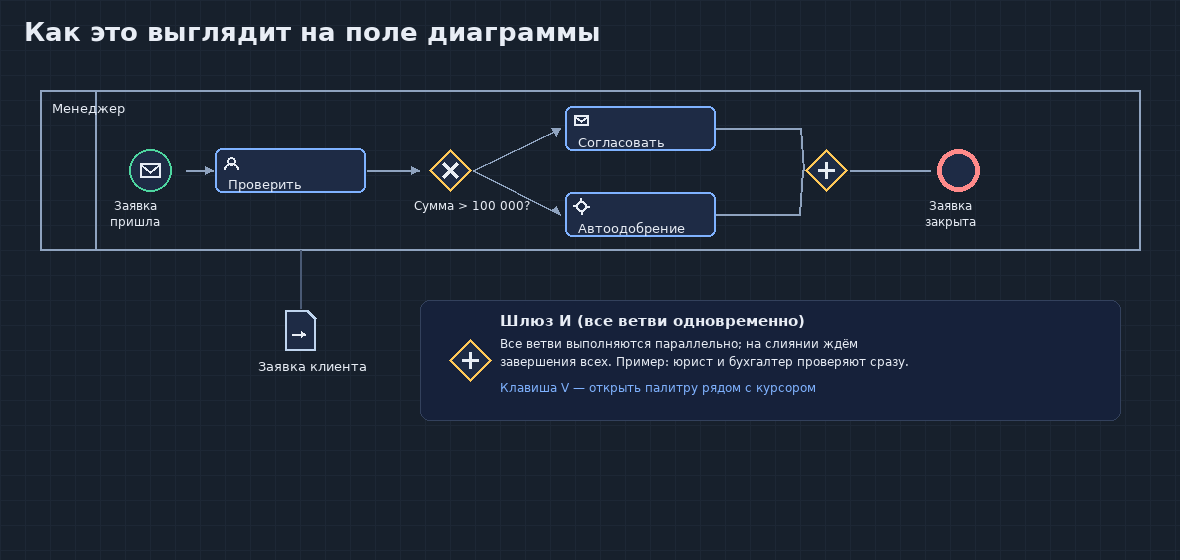 Как это выглядит на поле диаграммы
Менеджер
Заявка
пришла
Проверить
Сумма > 100 000?
Согласовать
Автоодобрение
Заявка
закрыта
Заявка клиента
Шлюз И (все ветви одновременно)
Все ветви выполняются параллельно; на слиянии ждём
завершения всех. Пример: юрист и бухгалтер проверяют сразу.
Клавиша V — открыть палитру рядом с курсором